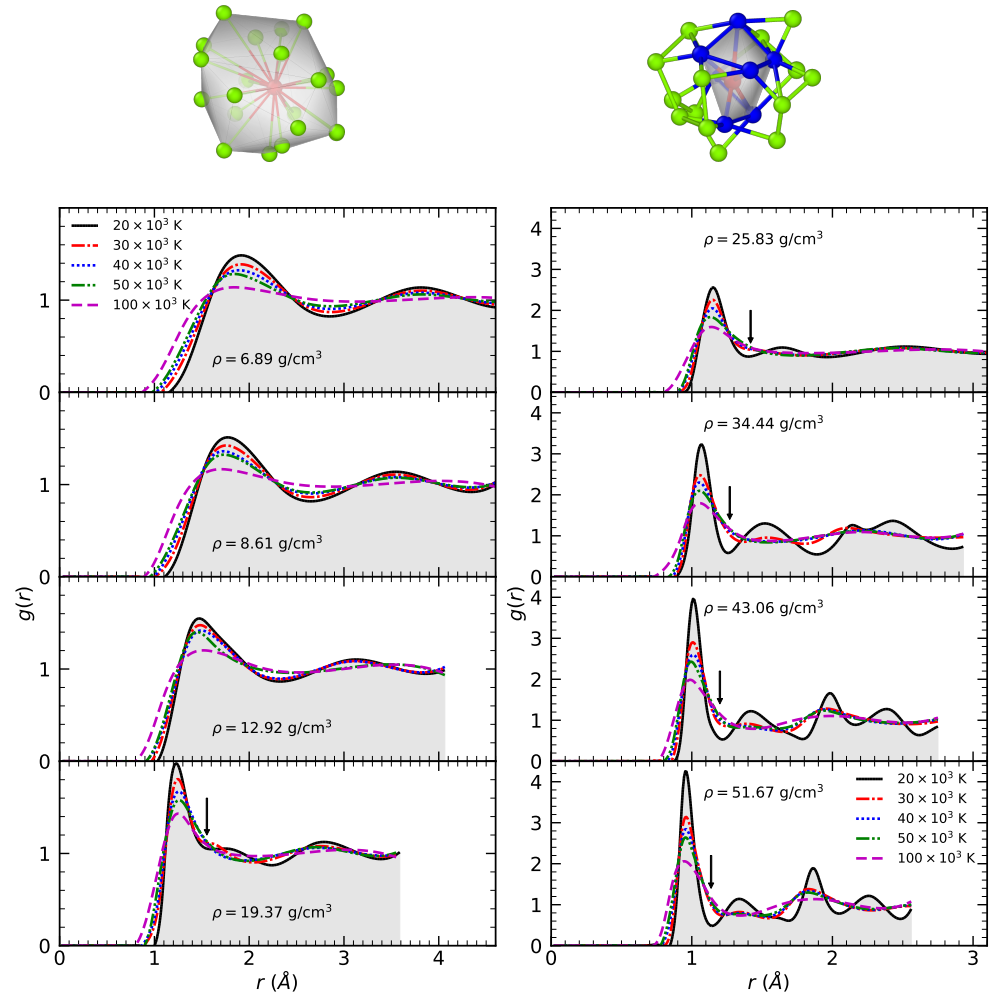 20 × 10³ K
30 × 10³ K
40 × 10³ K
50 × 10³ K
100 × 10³ K
1
ρ = 6.89 g/cm³
0
1
ρ = 8.61 g/cm³
0
g(r)
1
ρ = 12.92 g/cm³
0
1
ρ = 19.37 g/cm³
0
0 1 2 3 4
r (Å)
4
ρ = 25.83 g/cm³
3
2
1
0
4
ρ = 34.44 g/cm³
3
2
1
0
g(r)
4
ρ = 43.06 g/cm³
3
2
1
0
4
ρ = 51.67 g/cm³
20 × 10³ K
30 × 10³ K
40 × 10³ K
50 × 10³ K
100 × 10³ K
3
2
1
0
0 1 2 3
r (Å)